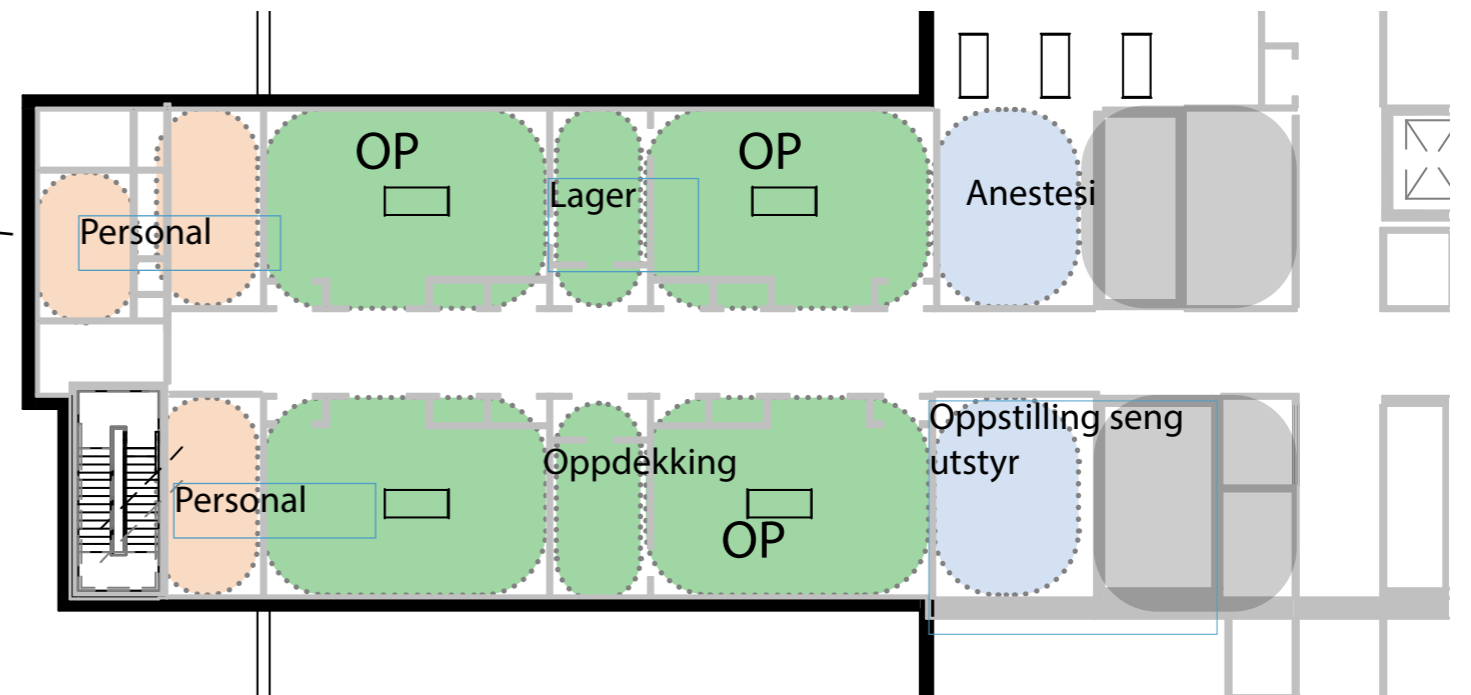 OP
OP
Lager
Anestesi
Personal
Oppstilling seng
utstyr
Oppdekking
Personal
OP